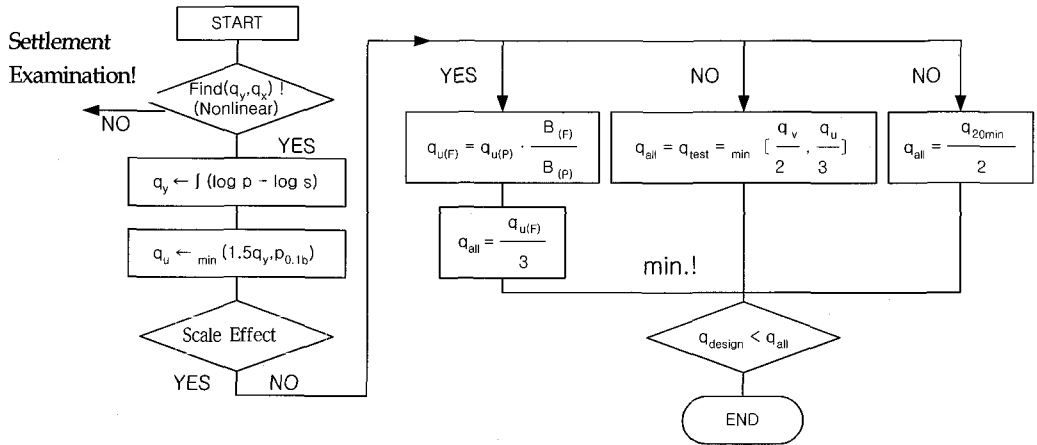 START
Settlement
Examination!
Find(q_y,q_x) !
(Nonlinear)
NO
YES
q_y ← ∫ (log p - log s)
q_u ← min (1.5q_y,p_0.1b)
Scale Effect
YES NO
YES
q_u(F) = q_u(P) · B_(F) / B_(P)
q_all = q_u(F) / 3
NO
q_all = q_test = min [ q_v / 2 , q_u / 3 ]
NO
q_all = q_20min / 2
min.!
q_design < q_all
END